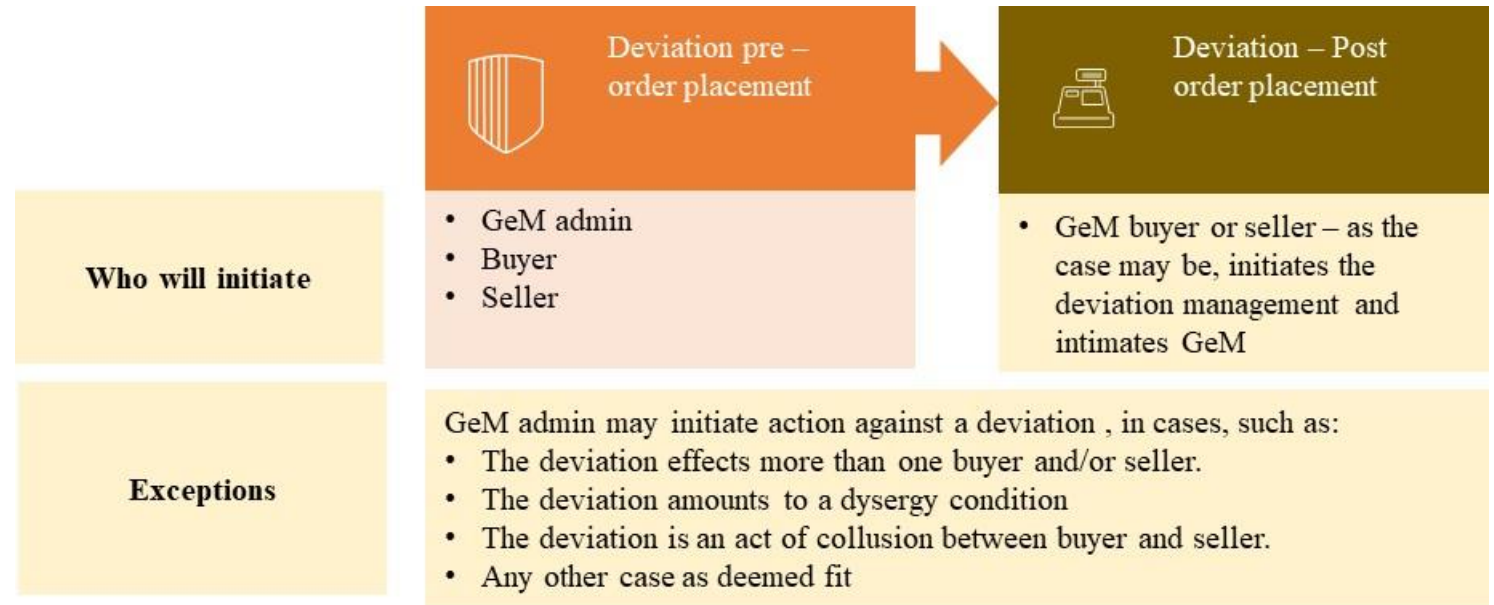 Deviation pre –
order placement
Deviation – Post
order placement
Who will initiate
• GeM admin
• Buyer
• Seller
• GeM buyer or seller – as the
case may be, initiates the
deviation management and
intimates GeM
Exceptions
GeM admin may initiate action against a deviation , in cases, such as:
• The deviation effects more than one buyer and/or seller.
• The deviation amounts to a dysergy condition
• The deviation is an act of collusion between buyer and seller.
• Any other case as deemed fit